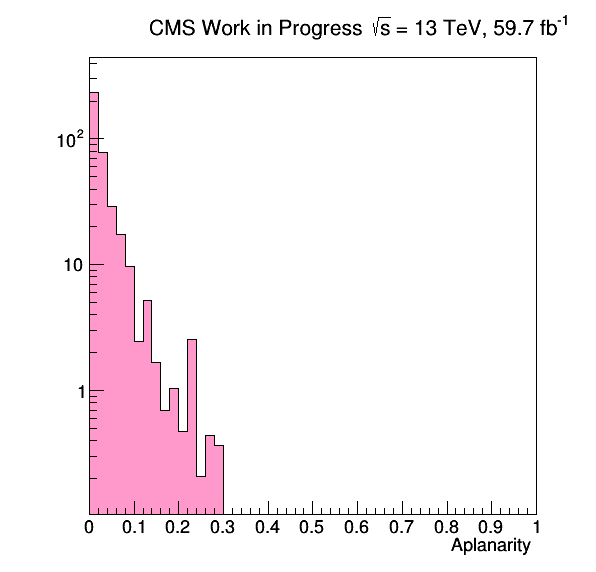 CMS Work in Progress √s = 13 TeV, 59.7 fb⁻¹
10²
10
1
0 0.1 0.2 0.3 0.4 0.5 0.6 0.7 0.8 0.9 1
Aplanarity